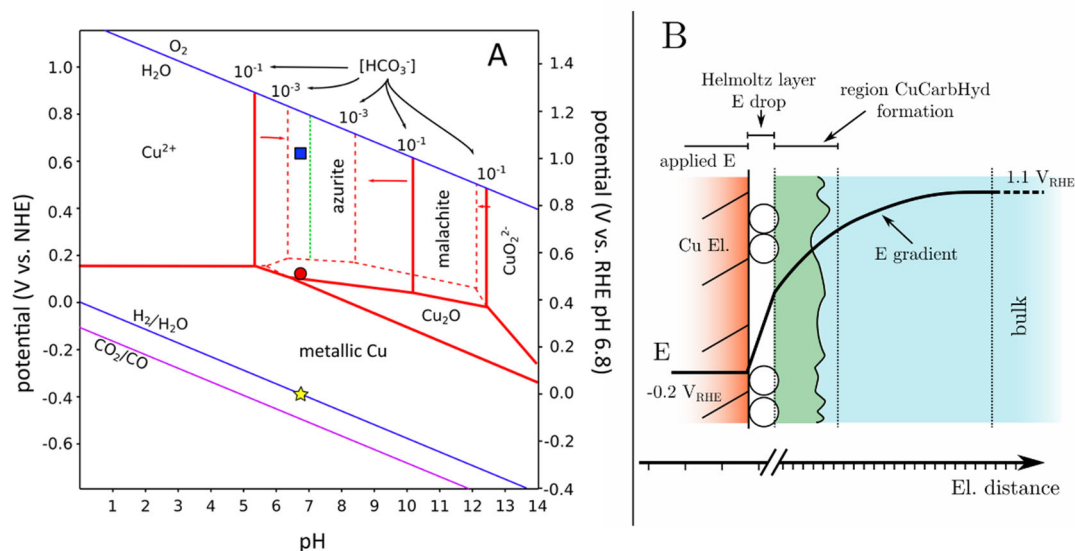 A
O₂
H₂O
[HCO₃⁻]
10⁻¹
10⁻³
10⁻³
10⁻¹
10⁻¹
Cu²⁺
azurite
malachite
CuO₂²⁻
Cu₂O
metallic Cu
H₂/H₂O
CO₂/CO
potential (V vs. NHE)
1.0
0.8
0.6
0.4
0.2
0.0
-0.2
-0.4
-0.6
1.4
1.2
1.0
0.8
0.6
0.4
0.2
0.0
-0.2
-0.4
potential (V vs. RHE pH 6.8)
1 2 3 4 5 6 7 8 9 10 11 12 13 14
pH
B
Helmoltz layer
E drop
region CuCarbHyd
formation
applied E
1.1 V_RHE
Cu El.
E gradient
bulk
E
-0.2 V_RHE
El. distance